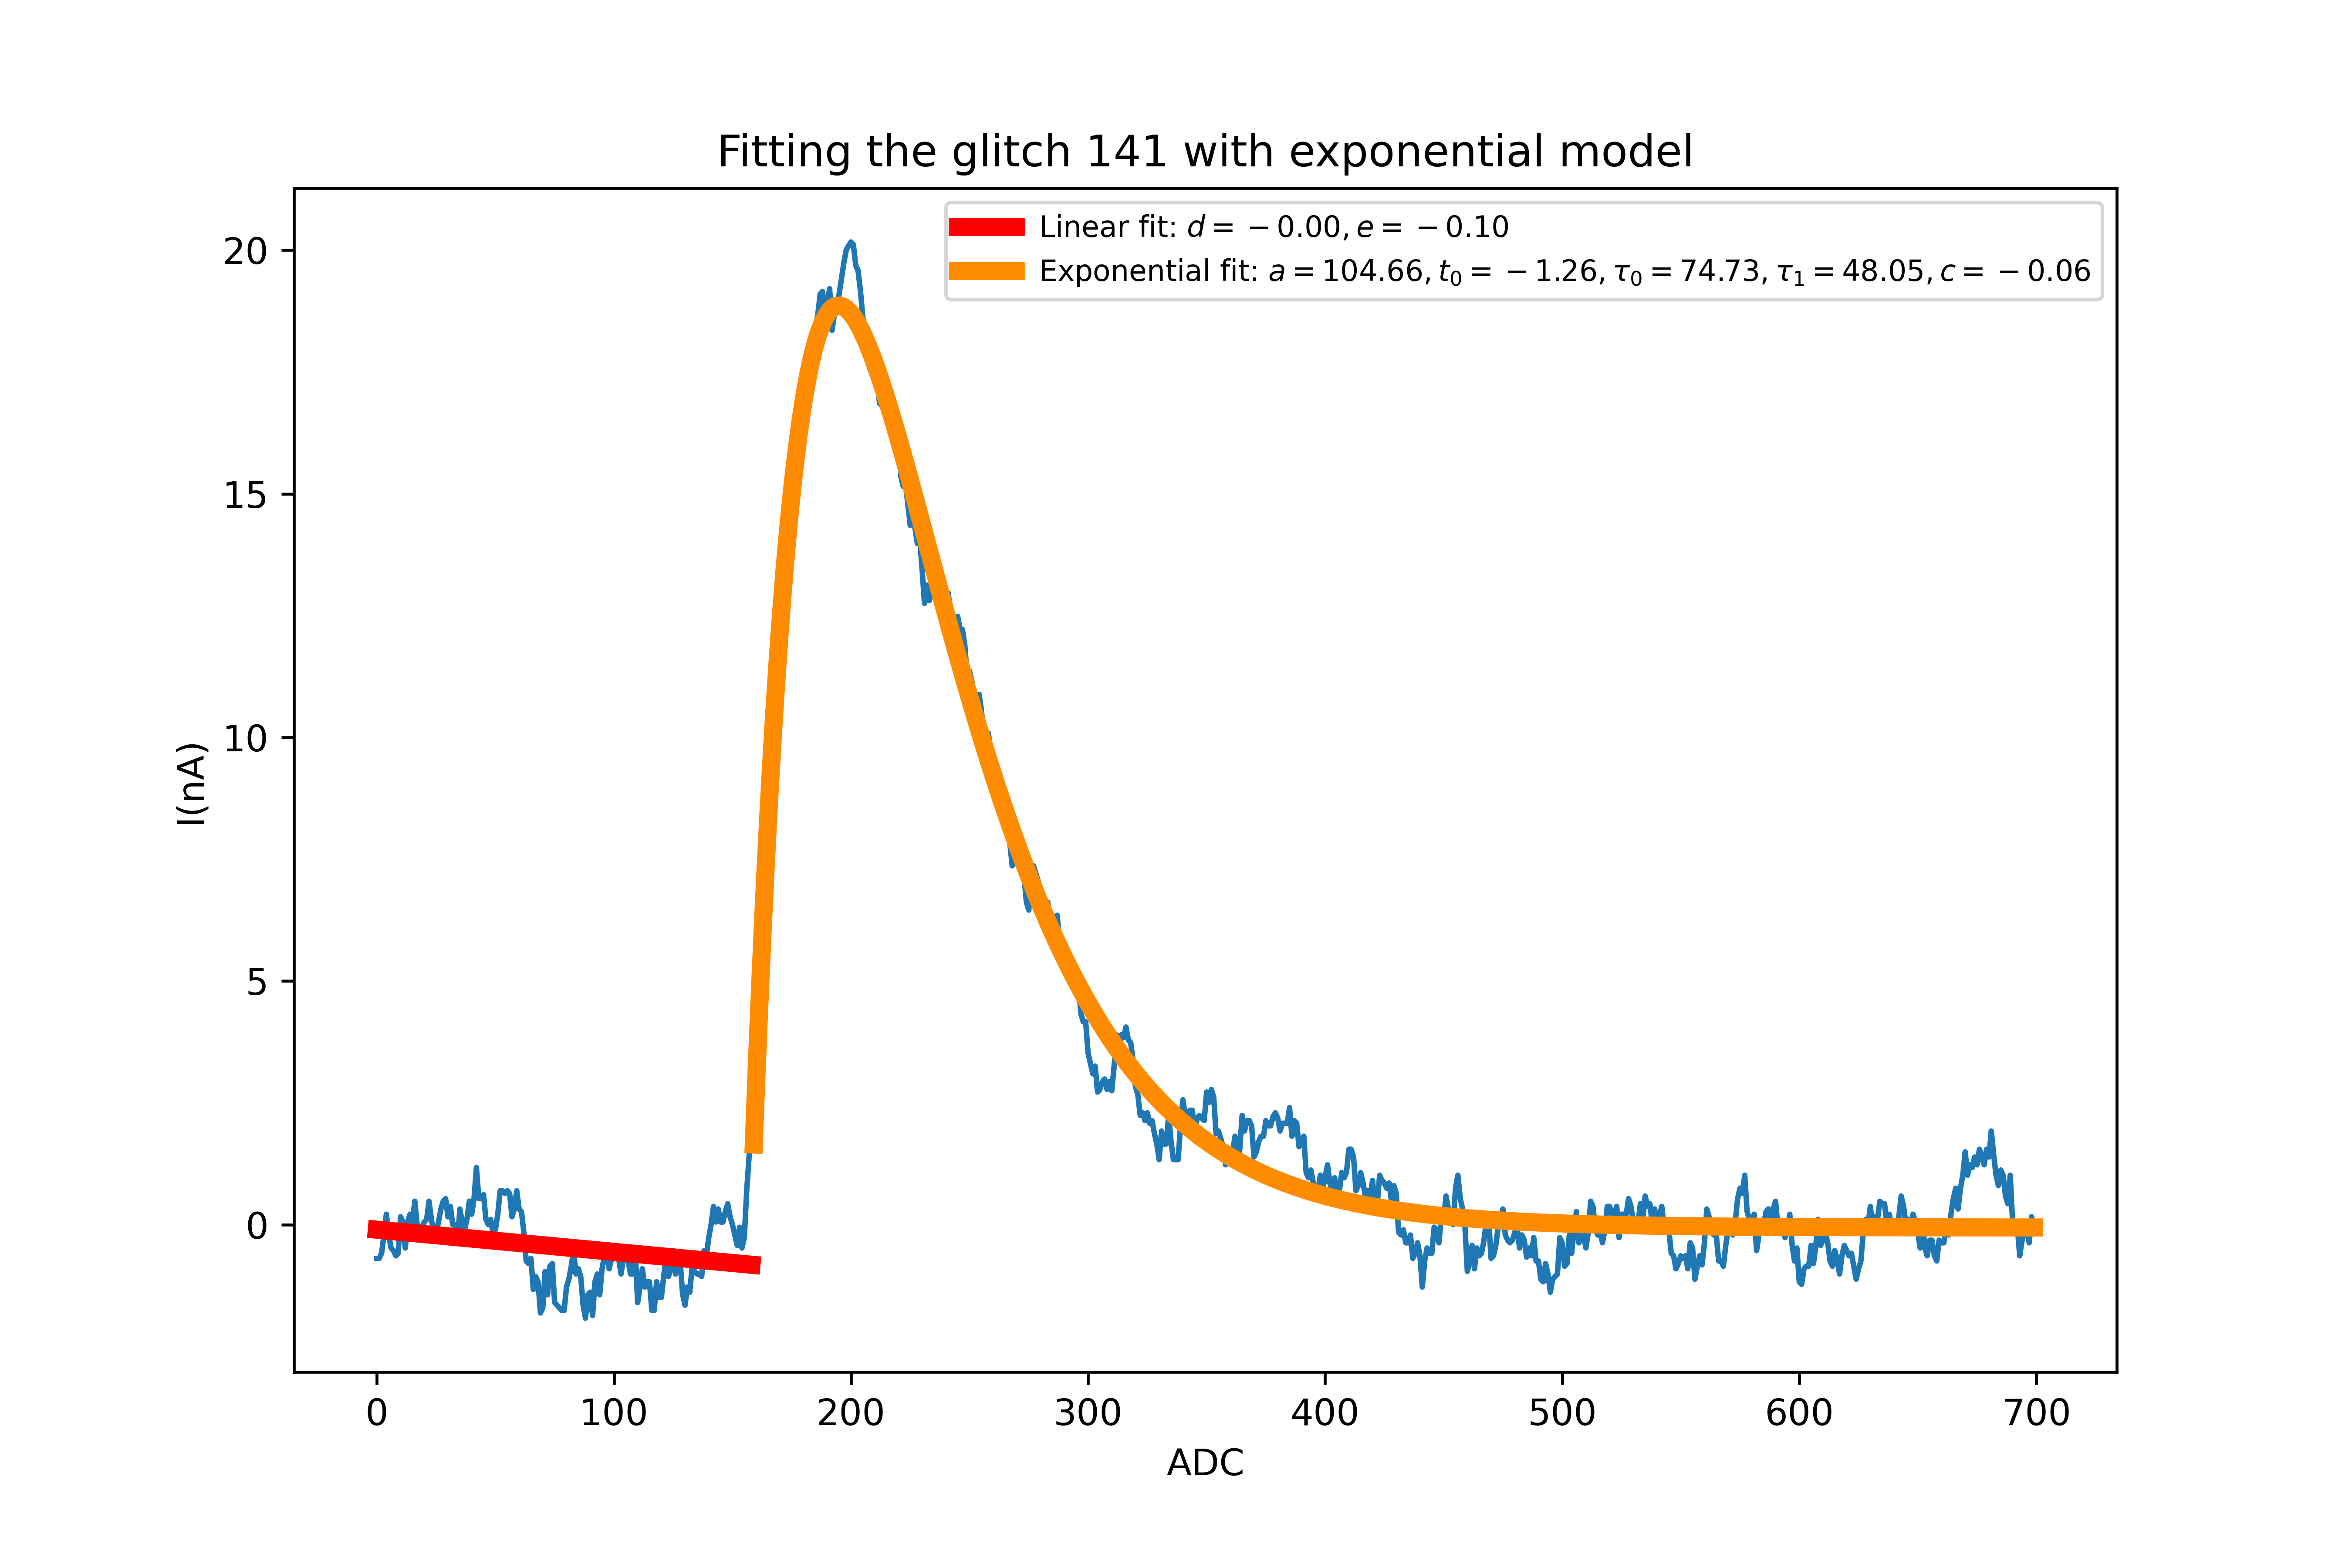 Fitting the glitch 141 with exponential model
Linear fit: d = −0.00, e = −0.10
Exponential fit: a = 104.66, t₀ = −1.26, τ₀ = 74.73, τ₁ = 48.05, c = −0.06
20
15
10
5
0
I(nA)
0 100 200 300 400 500 600 700
ADC